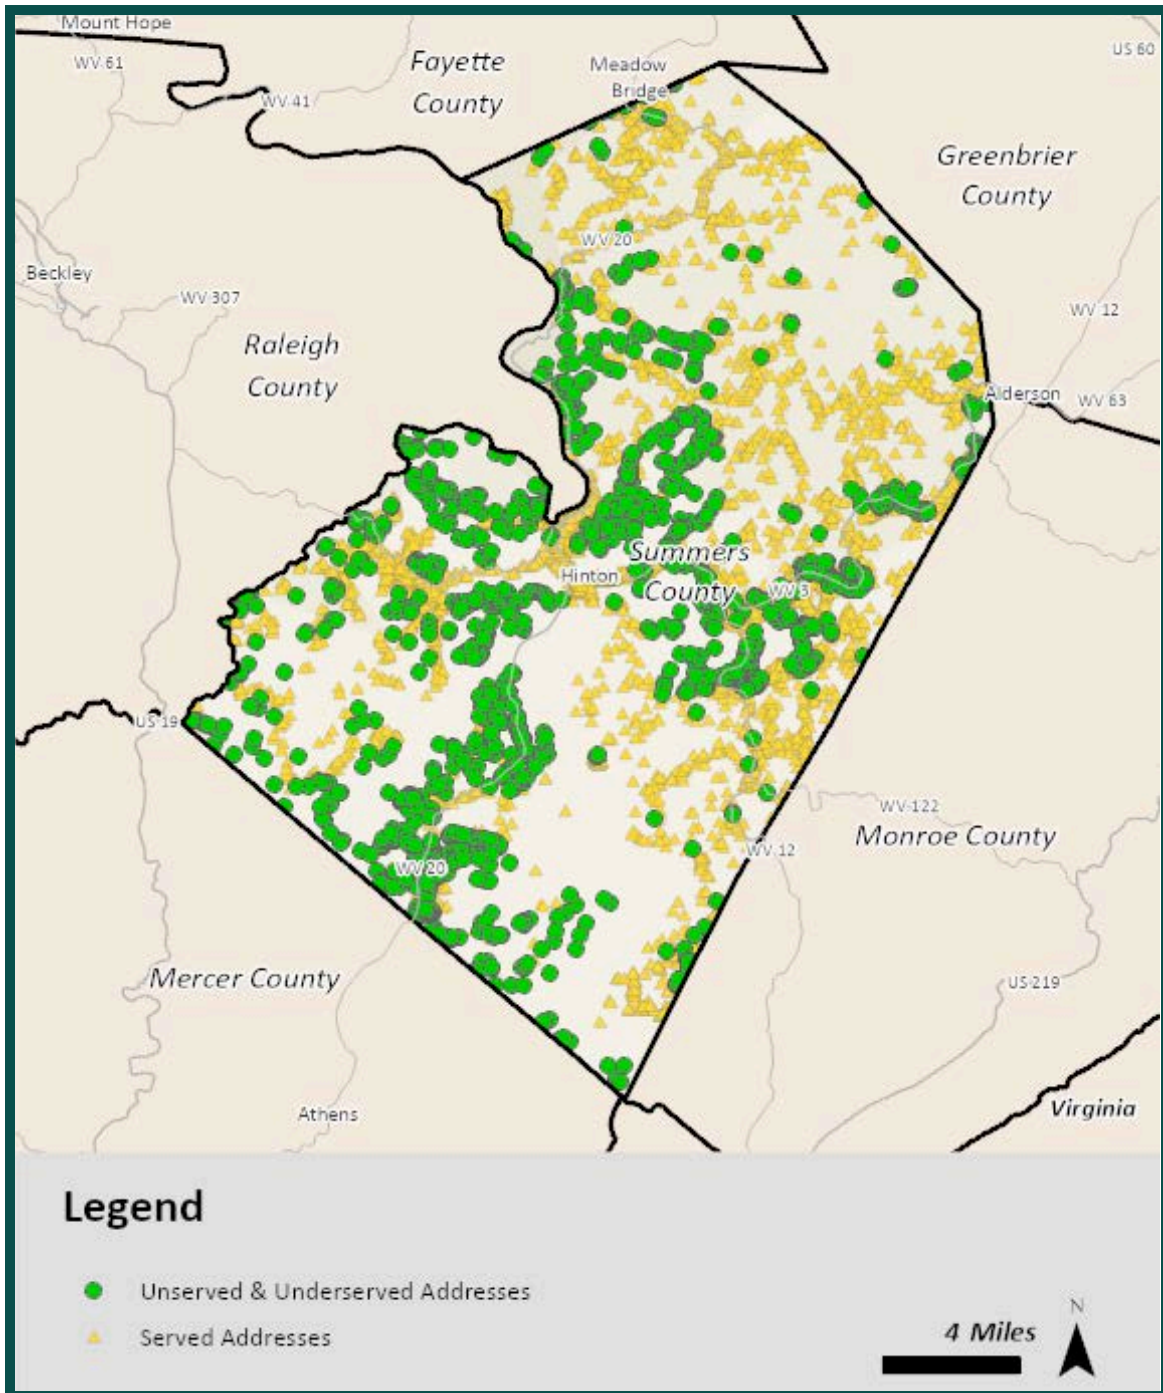 Mount Hope
WV 61
Fayette
County
Meadow
Bridge
US 60
WV 41
Greenbrier
County
WV 20
Beckley
WV 307
WV 12
Raleigh
County
Alderson
WV 63
Summers
County
Hinton
WV 3
US 19
WV 122
Monroe County
WV 12
WV 20
Mercer County
US 219
Athens
Virginia
Legend
Unserved & Underserved Addresses
Served Addresses
N
4 Miles